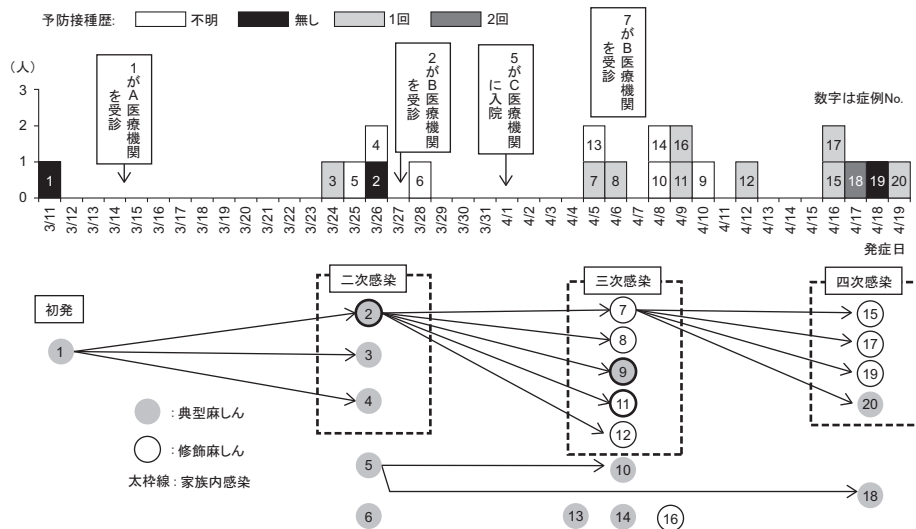 予防接種歴: 不明 無し 1回 2回
1がA医療機関を受診
2がB医療機関を受診
5がC医療機関に入院
7がB医療機関を受診
(人)
数字は症例No.
3
2
1
0
4 13 14 16 17
1 3 5 2 6 7 8 10 11 9 12 15 18 19 20
3/11 3/12 3/13 3/14 3/15 3/16 3/17 3/18 3/19 3/20 3/21 3/22 3/23 3/24 3/25 3/26 3/27 3/28 3/29 3/30 3/31 4/1 4/2 4/3 4/4 4/5 4/6 4/7 4/8 4/9 4/10 4/11 4/12 4/13 4/14 4/15 4/16 4/17 4/18 4/19
発症日
初発
二次感染
三次感染
四次感染
1
2
3
4
7
8
9
11
12
15
17
19
20
:典型麻しん
:修飾麻しん
太枠線:家族内感染
5 10 18
6 13 14 16